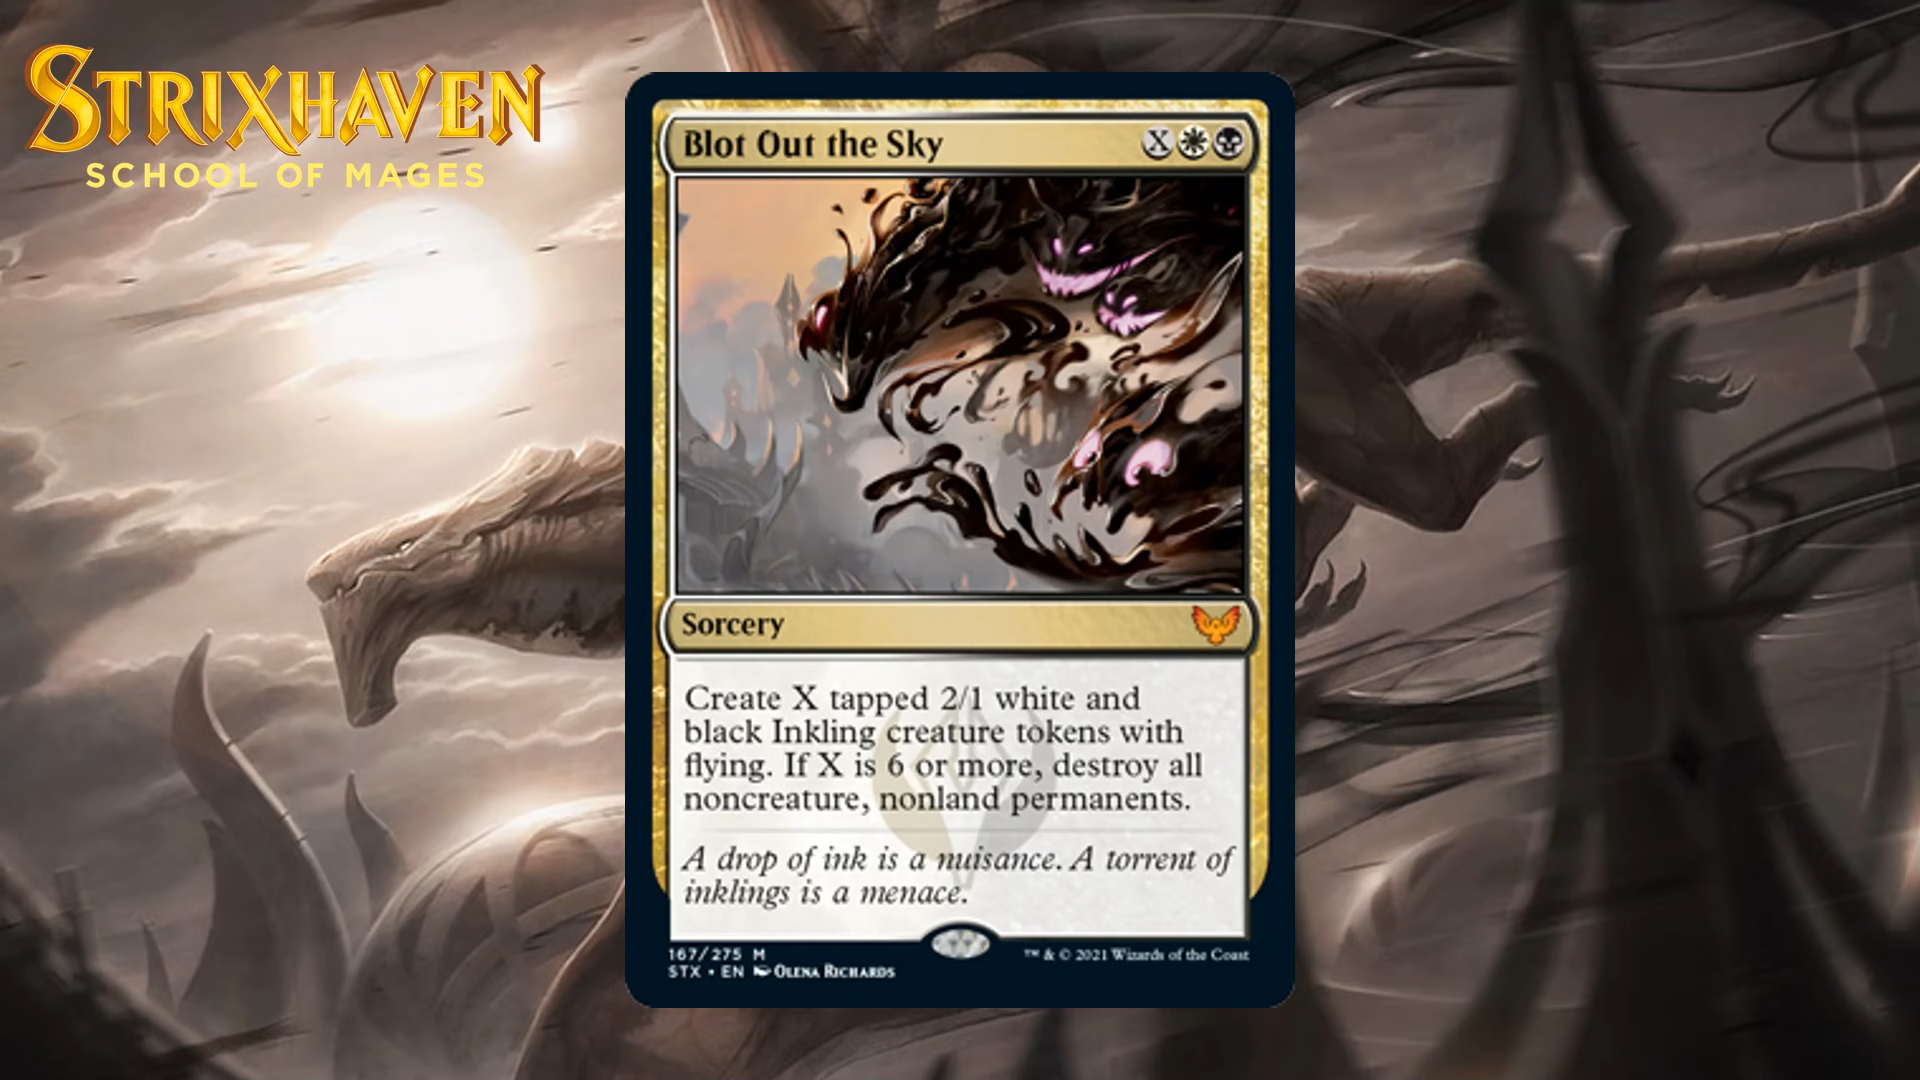 STRIXHAVEN
SCHOOL OF MAGES
Blot Out the Sky
X
Sorcery
Create X tapped 2/1 white and
black Inkling creature tokens with
flying. If X is 6 or more, destroy all
noncreature, nonland permanents.
A drop of ink is a nuisance. A torrent of
inklings is a menace.
167/275 M
STX • EN OLENA RICHARDS
™ & © 2021 Wizards of the Coast